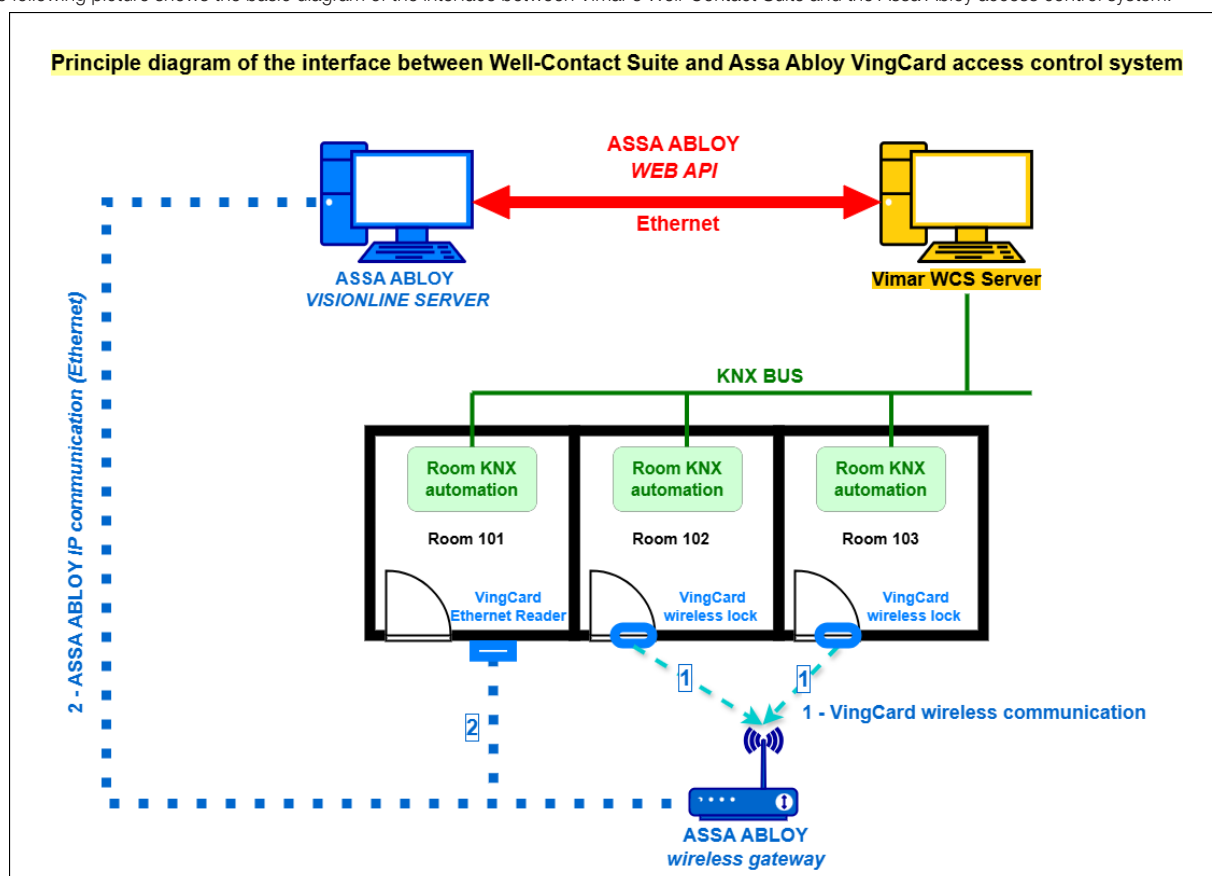 Principle diagram of the interface between Well-Contact Suite and Assa Abloy VingCard access control system
ASSA ABLOY
WEB API
Ethernet
ASSA ABLOY
VISIONLINE SERVER
Vimar WCS Server
2 - ASSA ABLOY IP communication (Ethernet)
KNX BUS
Room KNX
automation
Room KNX
automation
Room KNX
automation
Room 101
Room 102
Room 103
VingCard
Ethernet Reader
VingCard
wireless lock
VingCard
wireless lock
1
1
2
1 - VingCard wireless communication
ASSA ABLOY
wireless gateway